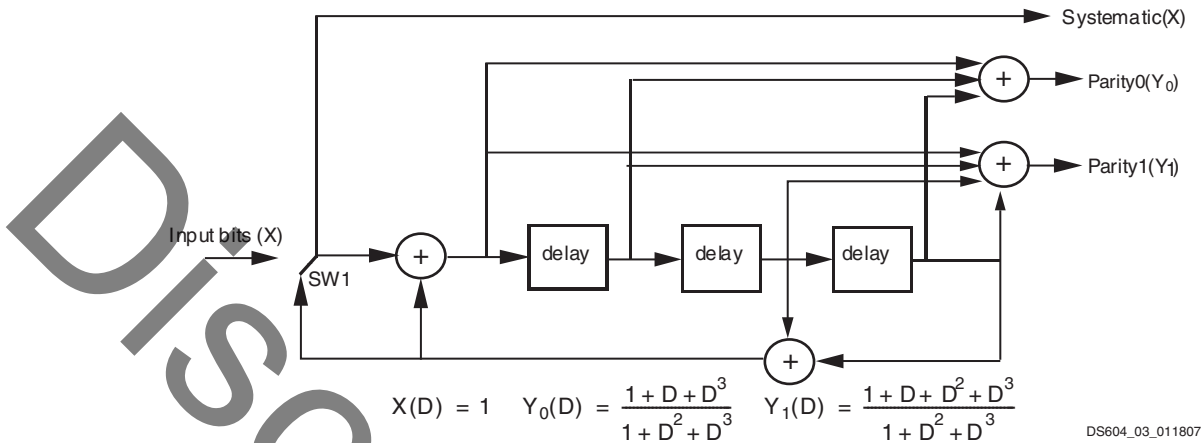 Systematic(X)
Parity0(Y₀)
Parity1(Y₁)
Input bits (X)
SW1
+
+
+
+
delay
delay
delay
X(D) = 1   Y₀(D) = (1 + D + D³)/(1 + D² + D³)   Y₁(D) = (1 + D + D² + D³)/(1 + D² + D³)
DS604_03_011807
Disc